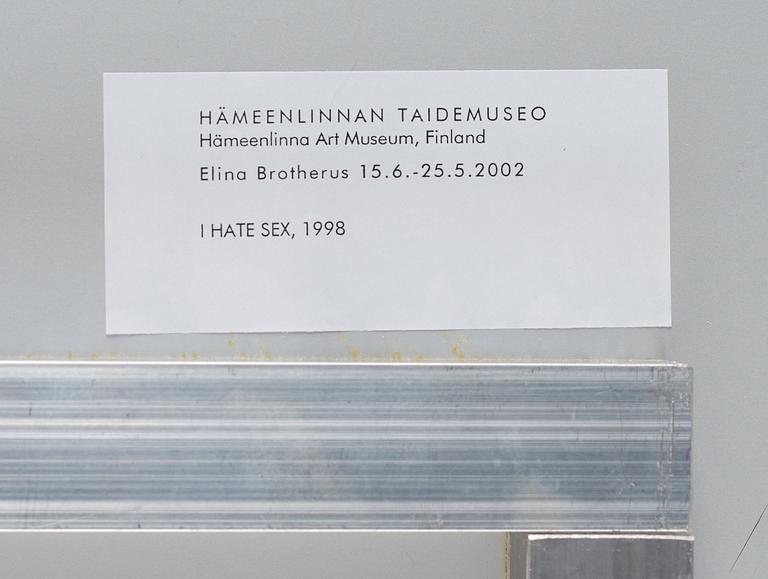 HÄMEENLINNAN TAIDEMUSEO
Hämeenlinna Art Museum, Finland
Elina Brotherus 15.6.-25.5.2002
I HATE SEX, 1998